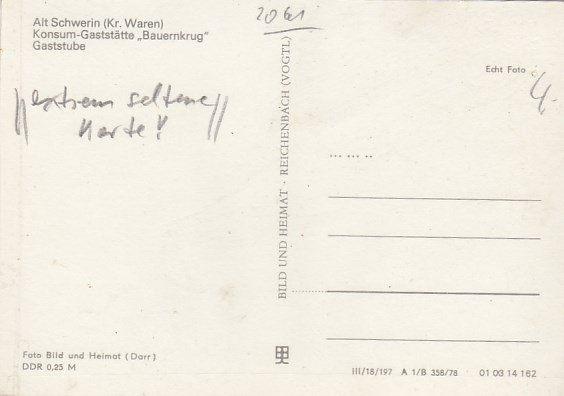 Alt Schwerin (Kr. Waren)
Konsum-Gaststätte „Bauernkrug"
Gaststube
2061
Echt Foto
4,-
//extrem seltene//
Karte!!
BILD UND HEIMAT · REICHENBACH (VOGTL)
Foto Bild und Heimat (Darr)
DDR 0,25 M
III/18/197 A 1/B 358/78 01 03 14 162